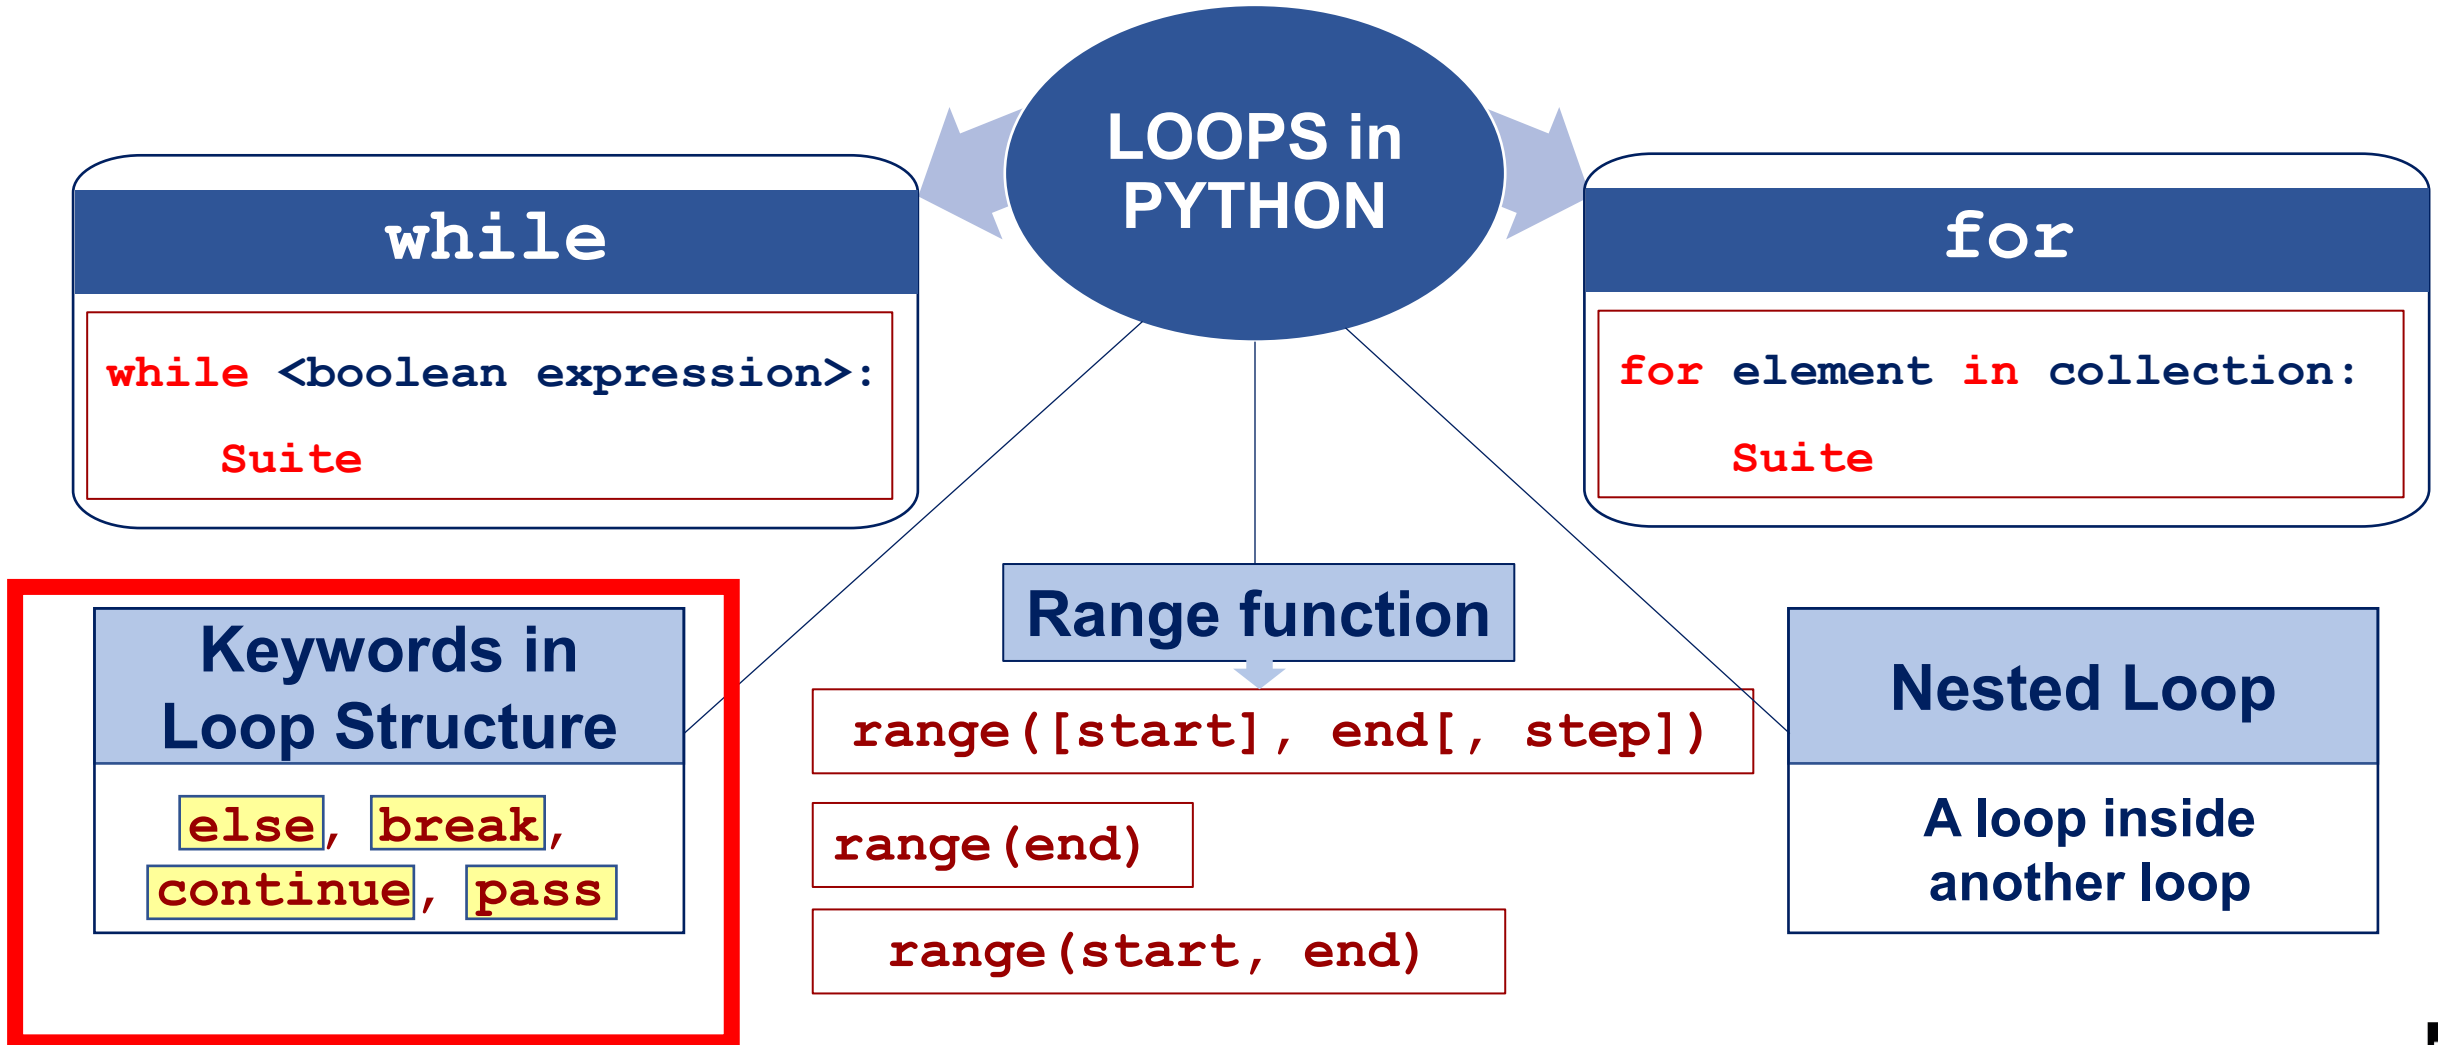 LOOPS in
PYTHON
while
while <boolean expression>:
Suite
for
for element in collection:
Suite
Keywords in
Loop Structure
else, break,
continue, pass
Range function
range([start], end[, step])
range(end)
range(start, end)
Nested Loop
A loop inside
another loop